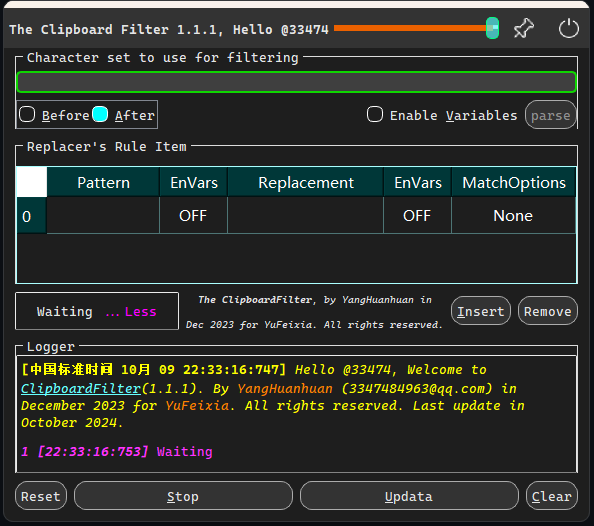 The Clipboard Filter 1.1.1, Hello @33474
Character set to use for filtering
Before After Enable Variables parse
Replacer's Rule Item
Pattern EnVars Replacement EnVars MatchOptions
0 OFF OFF None
Waiting ...Less
The ClipboardFilter, by YangHuanhuan in
Dec 2023 for YuFeixia. All rights reserved.
Insert Remove
Logger
[中国标准时间 10月 09 22:33:16:747] Hello @33474, Welcome to
ClipboardFilter(1.1.1). By YangHuanhuan (3347484963@qq.com) in
December 2023 for YuFeixia. All rights reserved. Last update in
October 2024.
1 [22:33:16:753] Waiting
Reset Stop Updata Clear